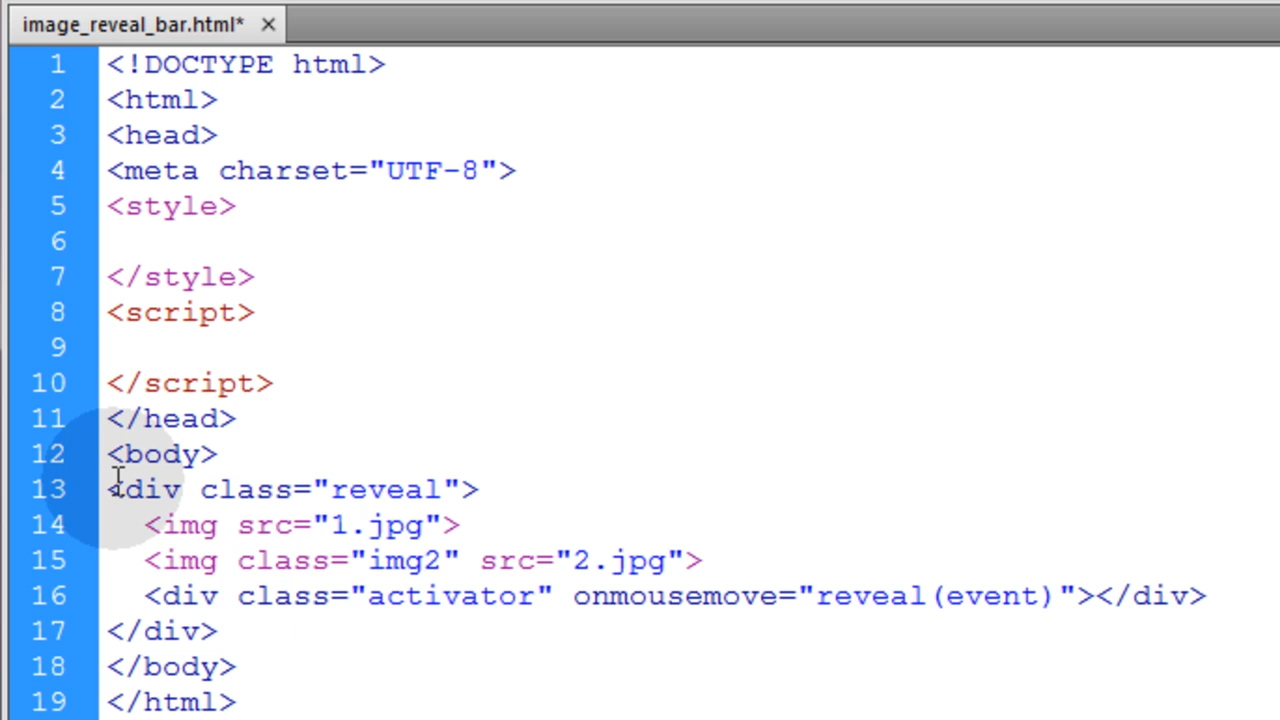 image_reveal_bar.html* ×
1 <!DOCTYPE html>
2 <html>
3 <head>
4 <meta charset="UTF-8">
5 <style>
6
7 </style>
8 <script>
9
10 </script>
11 </head>
12 <body>
13 <div class="reveal">
14   <img src="1.jpg">
15   <img class="img2" src="2.jpg">
16   <div class="activator" onmousemove="reveal(event)"></div>
17 </div>
18 </body>
19 </html>